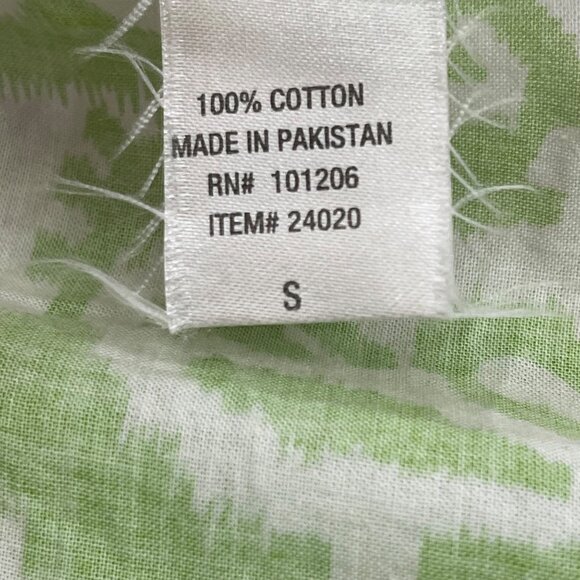 100% COTTON
MADE IN PAKISTAN
RN# 101206
ITEM# 24020
S